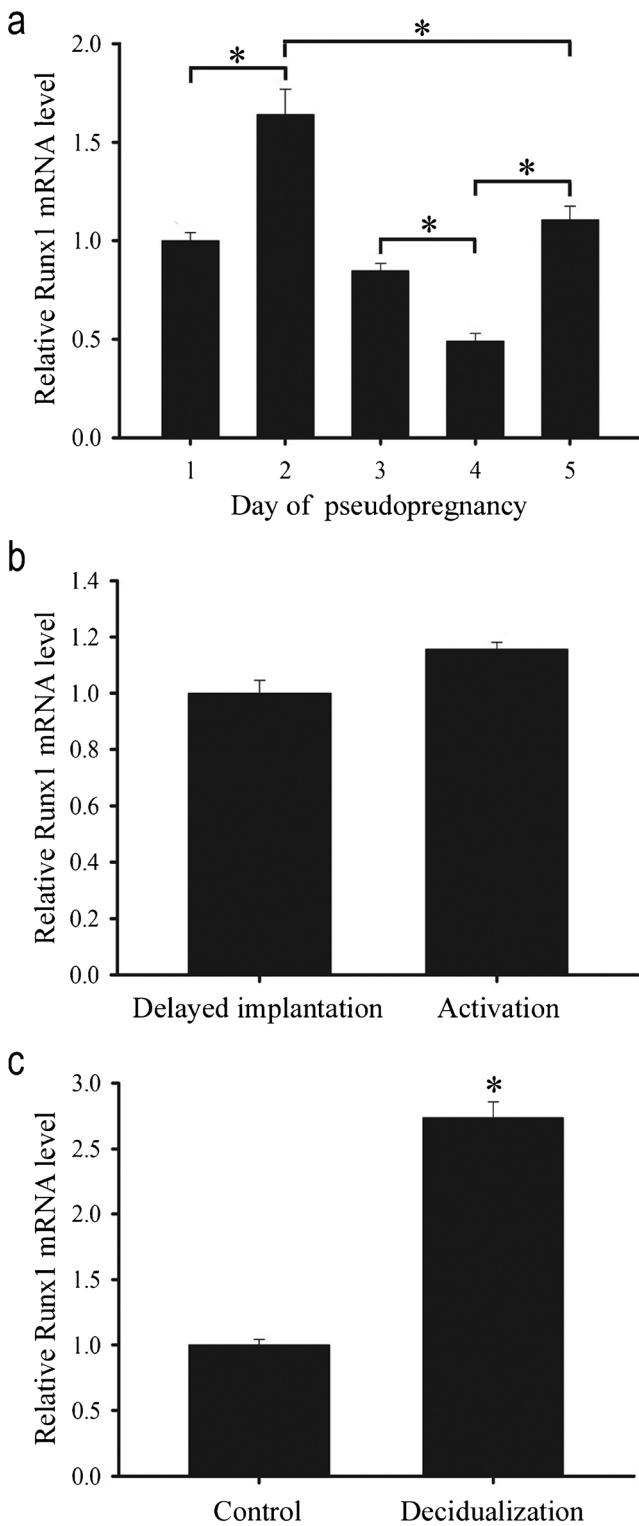 a
Relative Runx1 mRNA level
2.0
1.5
1.0
0.5
0.0
*
*
*
*
1 2 3 4 5
Day of pseudopregnancy
b
Relative Runx1 mRNA level
1.4
1.2
1.0
0.8
0.6
0.4
0.2
0.0
Delayed implantation Activation
c
Relative Runx1 mRNA level
3.0
2.5
2.0
1.5
1.0
0.5
0.0
*
Control Decidualization